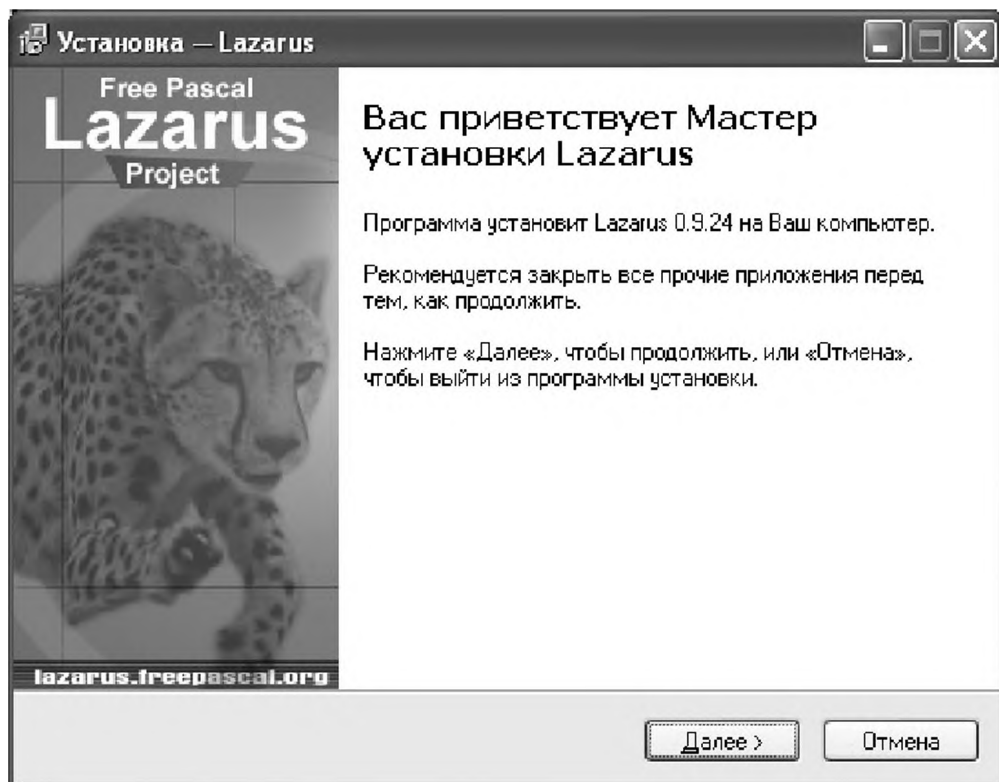 Установка — Lazarus
Free Pascal
Lazarus
Project
lazarus.freepascal.org
Вас приветствует Мастер
установки Lazarus
Программа установит Lazarus 0.9.24 на Ваш компьютер.
Рекомендуется закрыть все прочие приложения перед
тем, как продолжить.
Нажмите «Далее», чтобы продолжить, или «Отмена»,
чтобы выйти из программы установки.
Далее >
Отмена